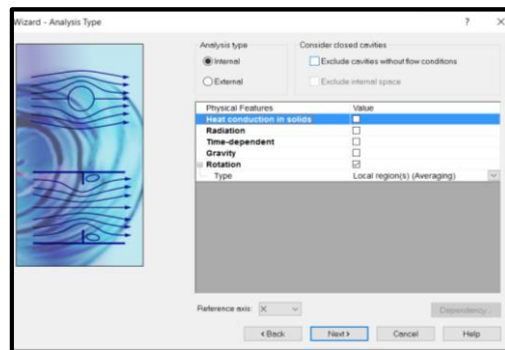 Wizard - Analysis Type
Analysis type
Consider closed cavities
Internal
Exclude cavities without flow conditions
External
Exclude internal space
Physical Features Value
Heat conduction in solids
Radiation
Time-dependent
Gravity
Rotation
Type Local region(s) (Averaging)
Reference axis: X
Dependency...
< Back Next > Cancel Help